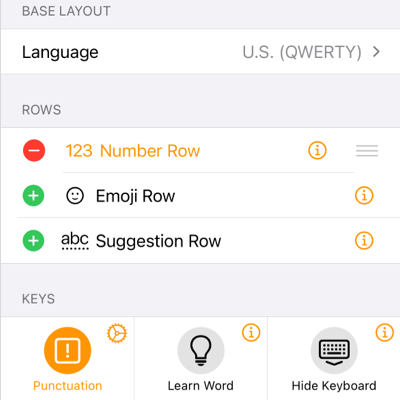 BASE LAYOUT
Language U.S. (QWERTY)
ROWS
123 Number Row
Emoji Row
abc Suggestion Row
KEYS
Punctuation Learn Word Hide Keyboard